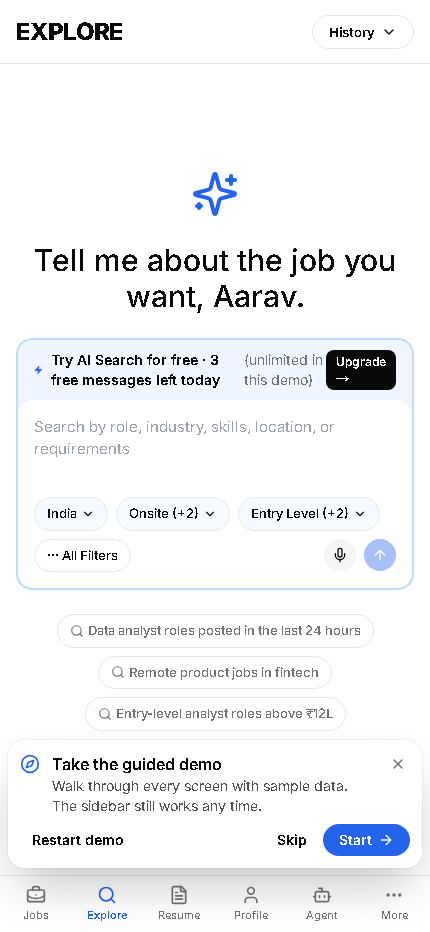 EXPLORE
History
Tell me about the job you
want, Aarav.
Try AI Search for free · 3
free messages left today
(unlimited in
this demo)
Upgrade
→
Search by role, industry, skills, location, or
requirements
India
Onsite (+2)
Entry Level (+2)
··· All Filters
Data analyst roles posted in the last 24 hours
Remote product jobs in fintech
Entry-level analyst roles above ₹12L
Take the guided demo
Walk through every screen with sample data.
The sidebar still works any time.
Restart demo
Skip
Start →
Jobs
Explore
Resume
Profile
Agent
More